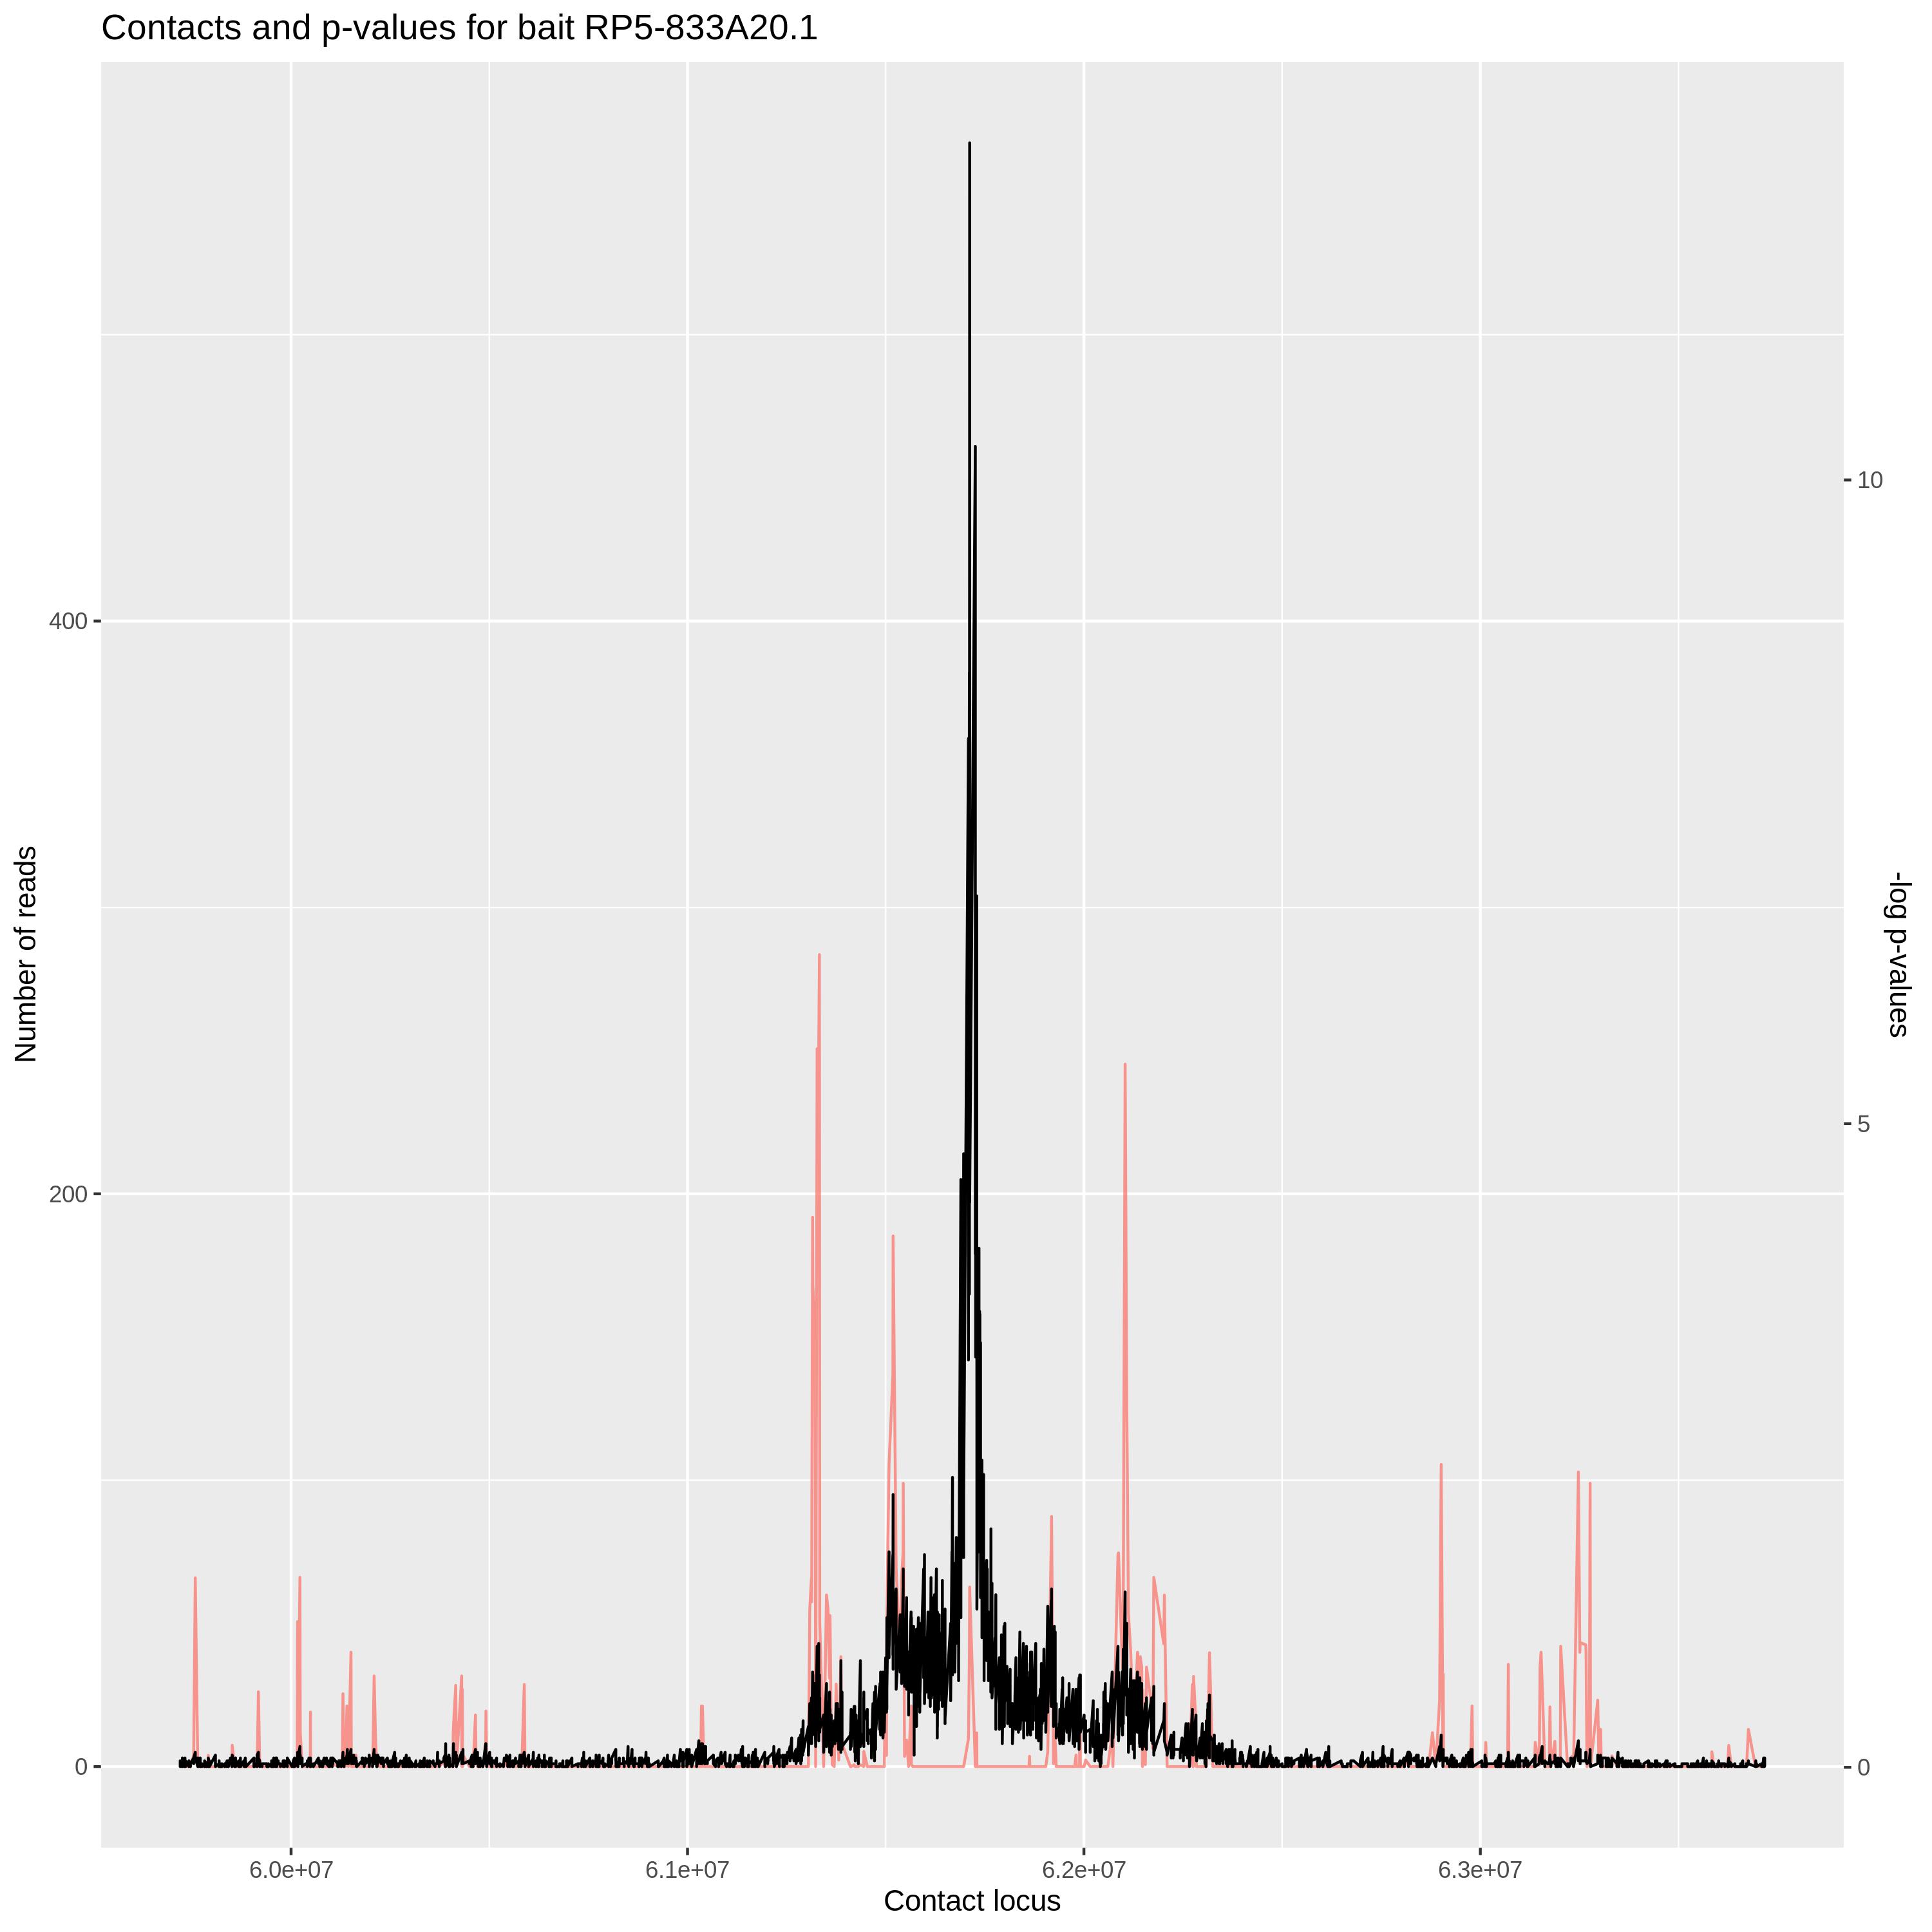 Contacts and p-values for bait RP5-833A20.1
Number of reads
400
200
0
10
5
0
-log p-values
6.0e+07 6.1e+07 6.2e+07 6.3e+07
Contact locus